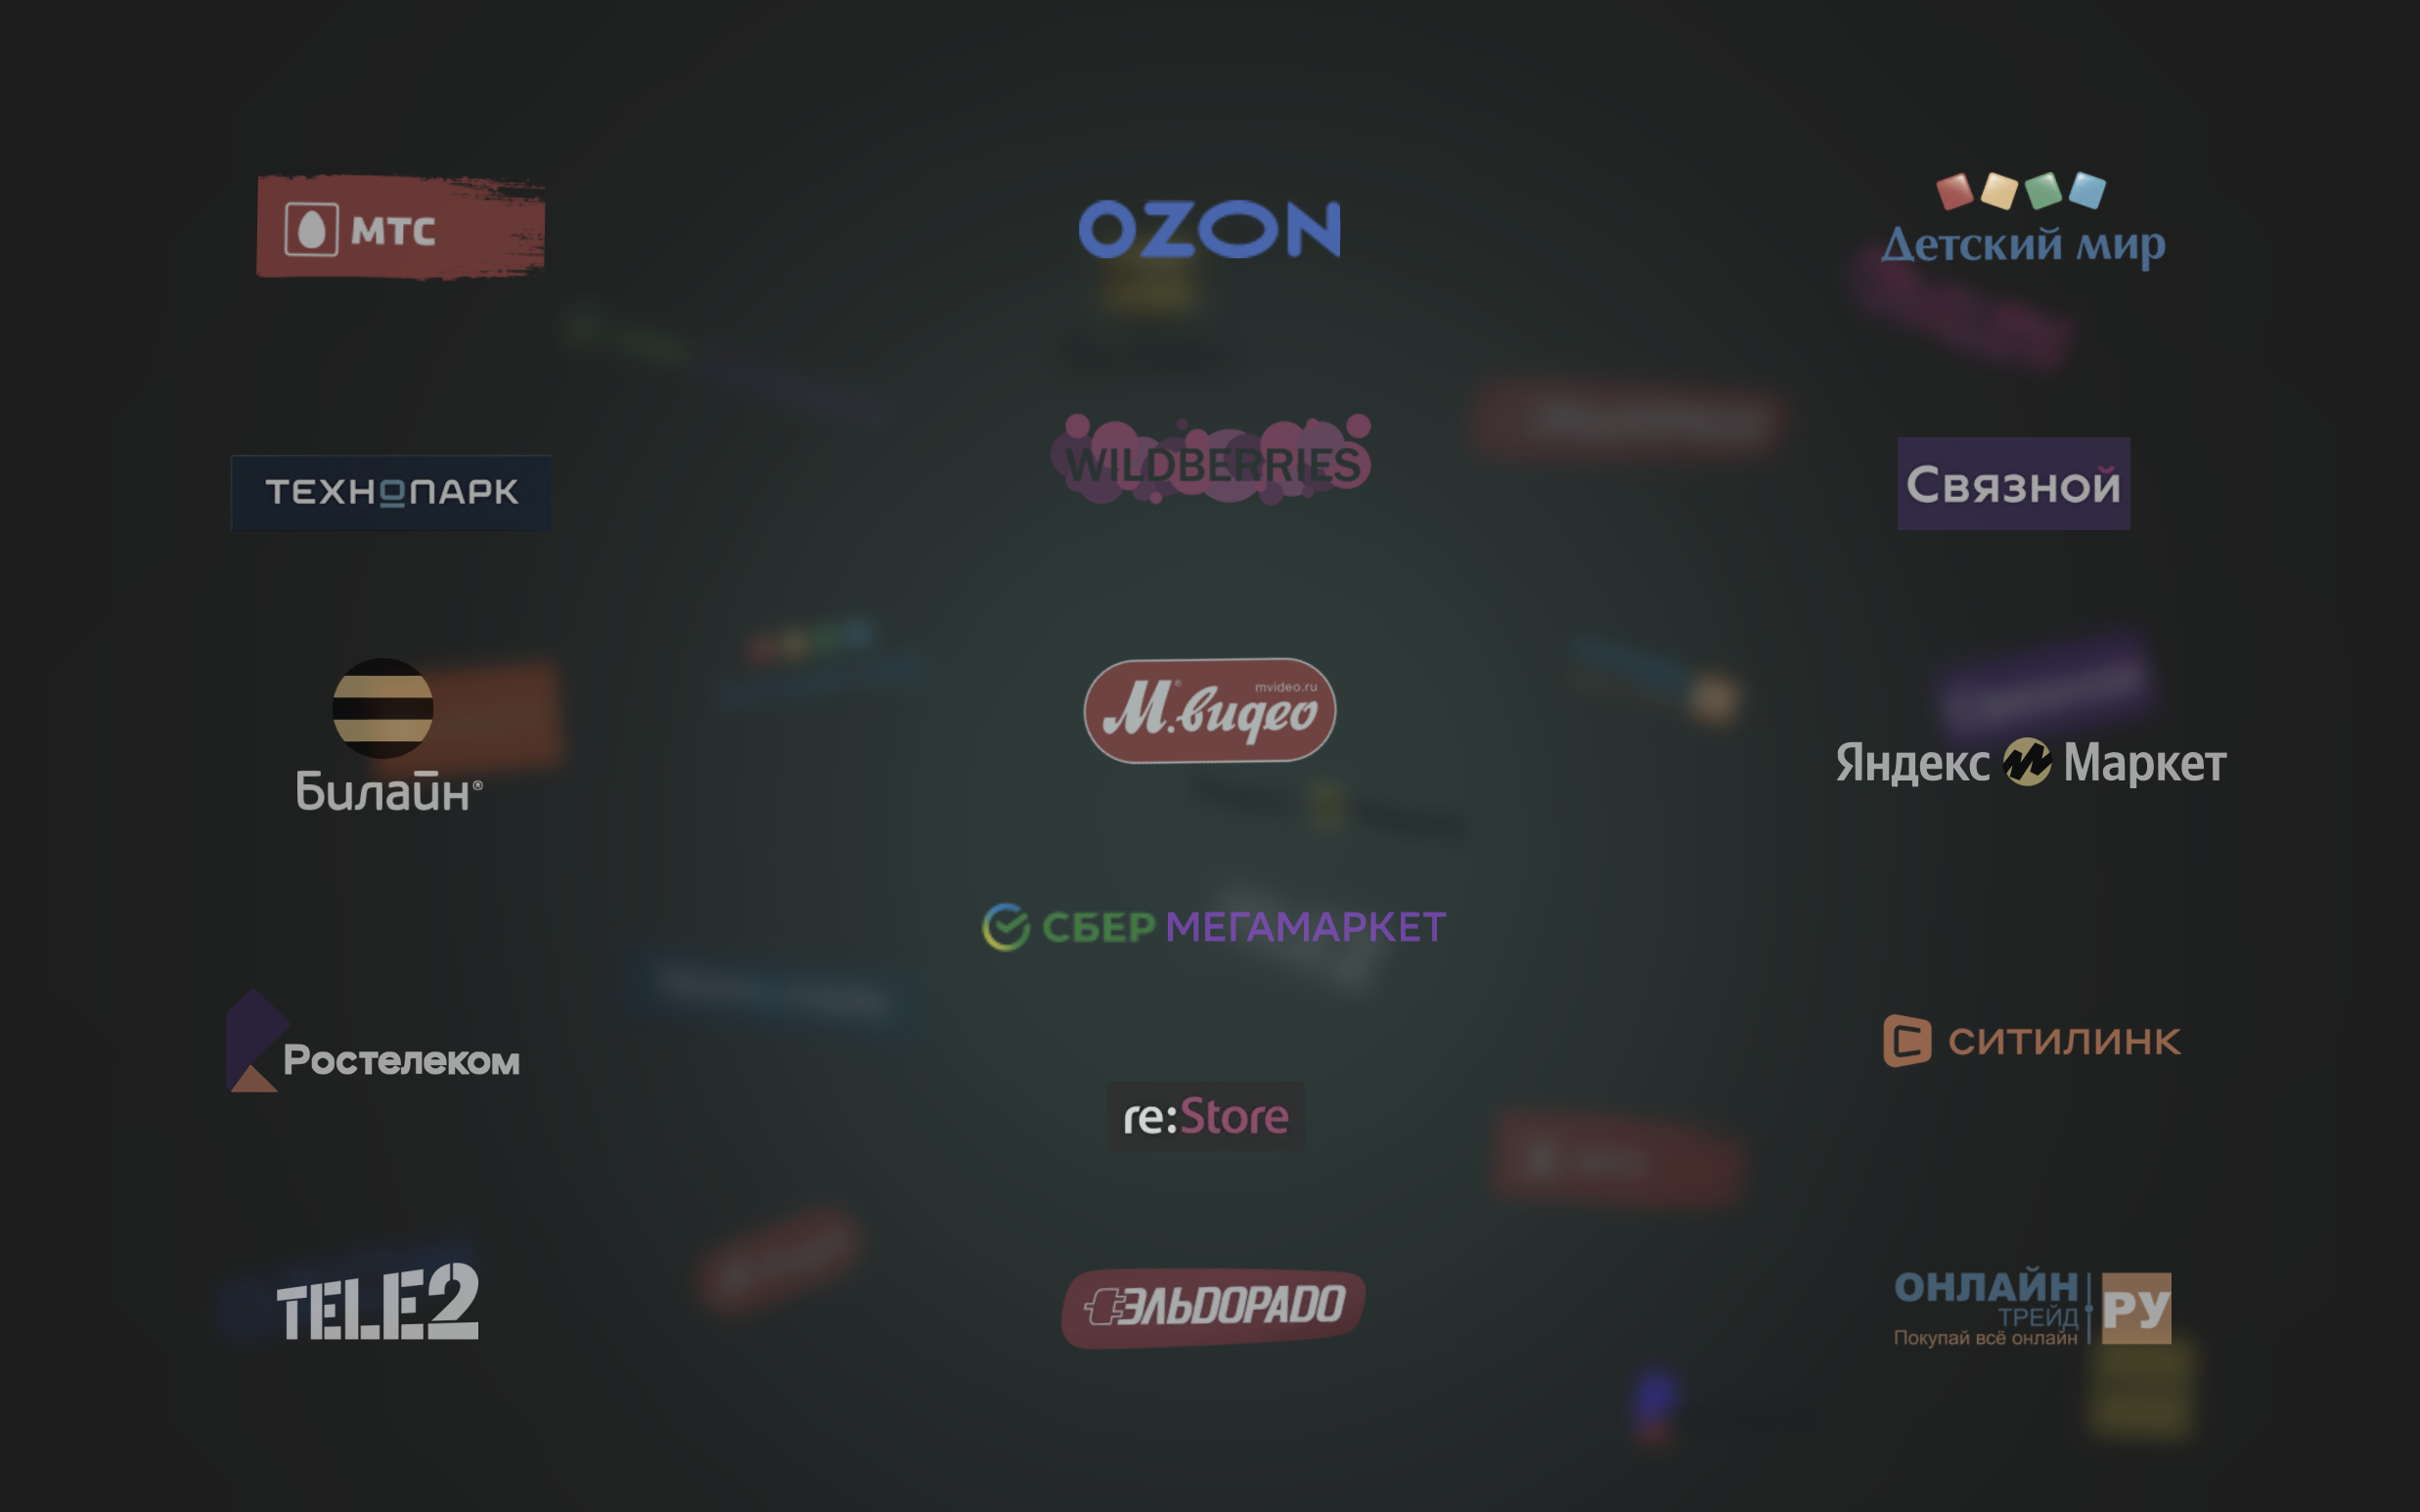 МТС
OZON
Детский мир
ТЕХНОПАРК
WILDBERRIES
Связной
Билайн®
mvideo.ru
М.видео®
Яндекс Маркет
СБЕР МЕГАМАРКЕТ
Ростелеком
re:Store
СИТИЛИНК
TELE2
ЭЛЬДОРАДО
ОНЛАЙН
ТРЕЙД
РУ
Покупай всё онлайн